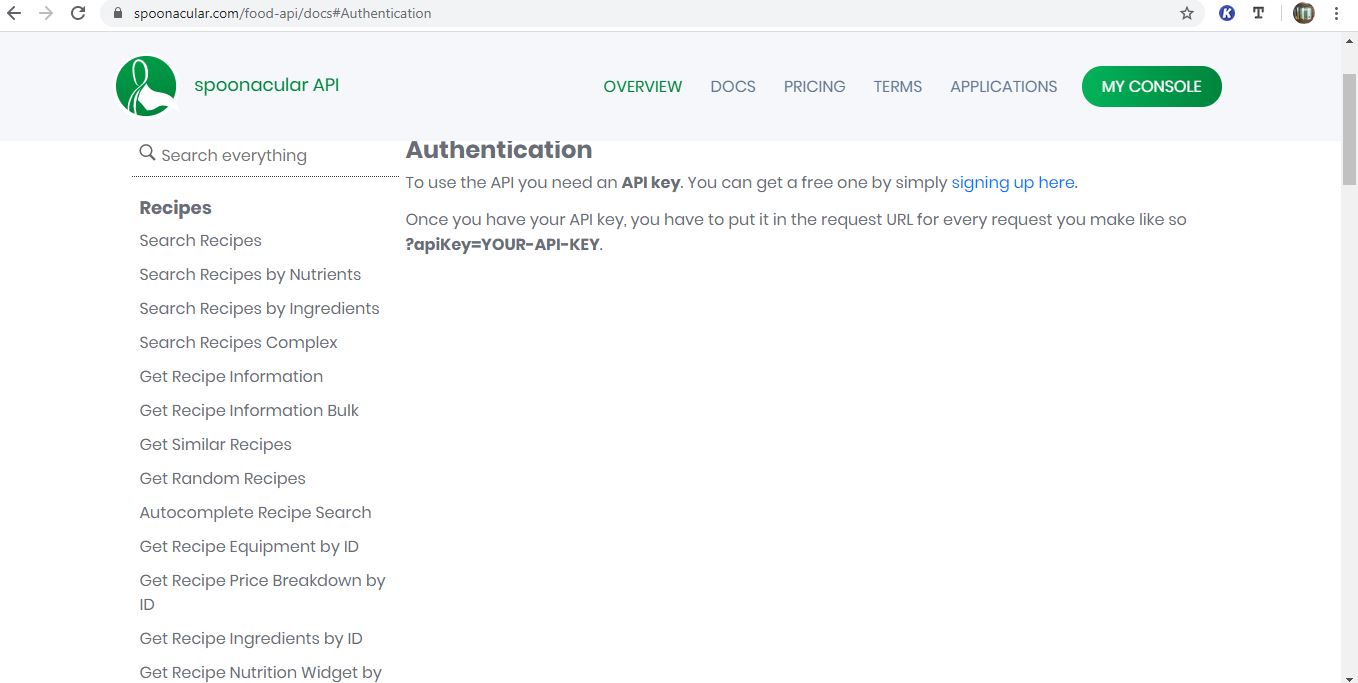 spoonacular.com/food-api/docs#Authentication
K T
spoonacular API
OVERVIEW DOCS PRICING TERMS APPLICATIONS MY CONSOLE
Search everything
Recipes
Search Recipes
Search Recipes by Nutrients
Search Recipes by Ingredients
Search Recipes Complex
Get Recipe Information
Get Recipe Information Bulk
Get Similar Recipes
Get Random Recipes
Autocomplete Recipe Search
Get Recipe Equipment by ID
Get Recipe Price Breakdown by
ID
Get Recipe Ingredients by ID
Get Recipe Nutrition Widget by
Authentication
To use the API you need an API key. You can get a free one by simply signing up here.
Once you have your API key, you have to put it in the request URL for every request you make like so
?apiKey=YOUR-API-KEY.